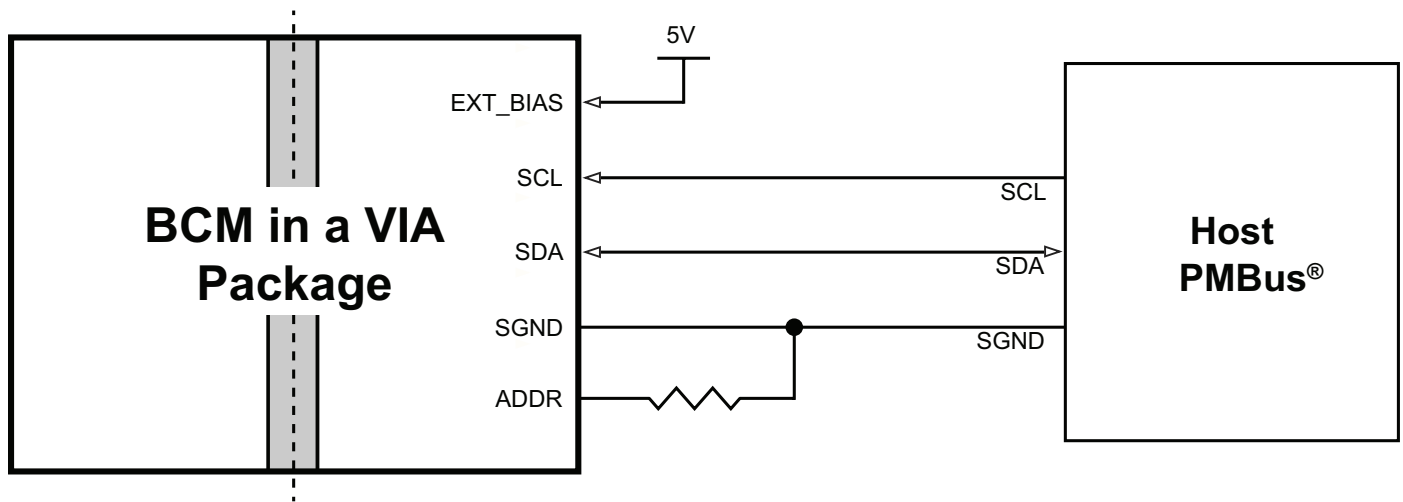 5V
EXT_BIAS
SCL
SCL
BCM in a VIA
Package
SDA
SDA
Host
PMBus®
SGND
SGND
ADDR